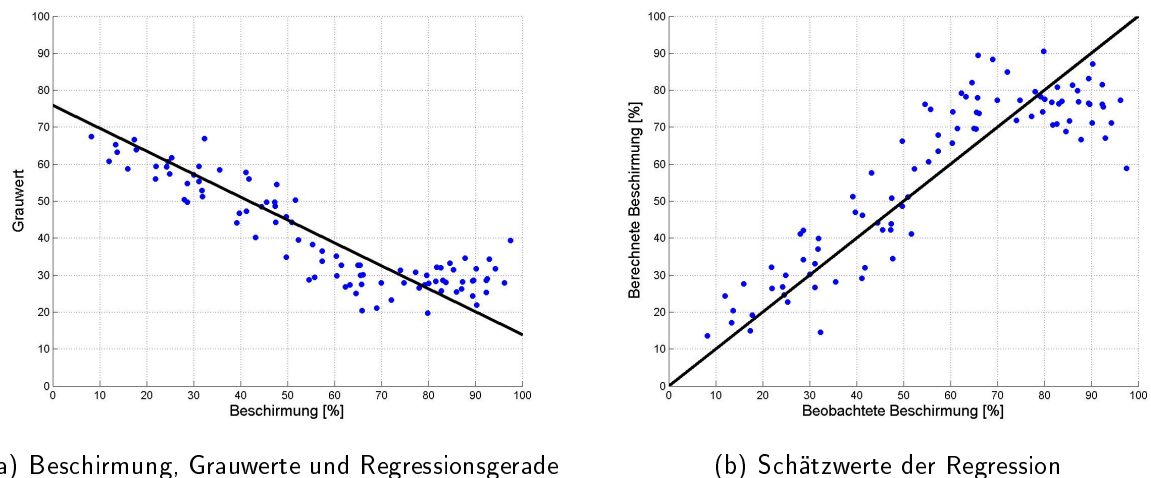 100
90
80
70
60
50
40
30
20
10
0
Grauwert
0 10 20 30 40 50 60 70 80 90 100
Beschirmung [%]
a) Beschirmung, Grauwerte und Regressionsgerade
100
90
80
70
60
50
40
30
20
10
0
Berechnete Beschirmung [%]
0 10 20 30 40 50 60 70 80 90 100
Beobachtete Beschirmung [%]
(b) Schätzwerte der Regression